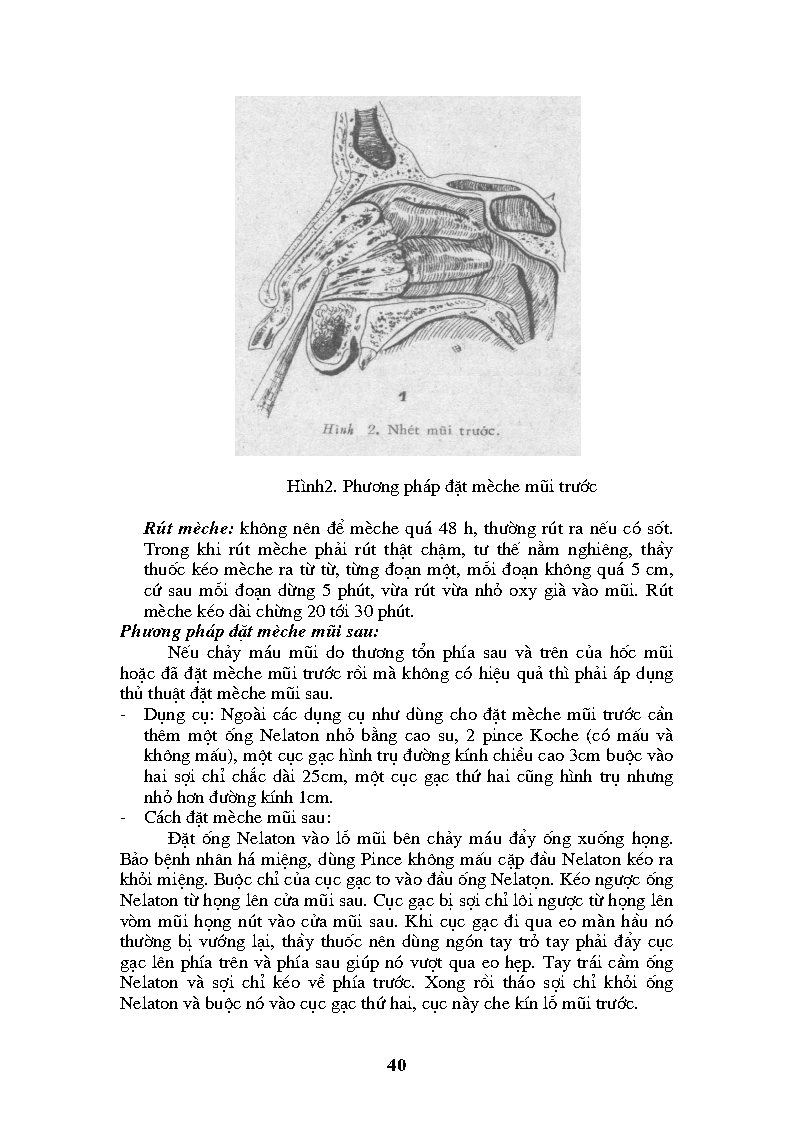 1
Hình 2. Nhét mũi trước.
Hình2. Phương pháp đặt mèche mũi trước
Rút mèche: không nên để mèche quá 48 h, thường rút ra nếu có sốt.
Trong khi rút mèche phải rút thật chậm, tư thế nằm nghiêng, thầy
thuốc kéo mèche ra từ từ, từng đoạn một, mỗi đoạn không quá 5 cm,
cứ sau mỗi đoạn dừng 5 phút, vừa rút vừa nhỏ oxy già vào mũi. Rút
mèche kéo dài chừng 20 tới 30 phút.
Phương pháp đặt mèche mũi sau:
Nếu chảy máu mũi do thương tổn phía sau và trên của hốc mũi
hoặc đã đặt mèche mũi trước rồi mà không có hiệu quả thì phải áp dụng
thủ thuật đặt mèche mũi sau.
- Dụng cụ: Ngoài các dụng cụ như dùng cho đặt mèche mũi trước cần
thêm một ống Nelaton nhỏ bằng cao su, 2 pince Koche (có mấu và
không mấu), một cục gạc hình trụ đường kính chiều cao 3cm buộc vào
hai sợi chỉ chắc dài 25cm, một cục gạc thứ hai cũng hình trụ nhưng
nhỏ hơn đường kính 1cm.
- Cách đặt mèche mũi sau:
Đặt ống Nelaton vào lỗ mũi bên chảy máu đẩy ống xuống họng.
Bảo bệnh nhân há miệng, dùng Pince không mấu cặp đầu Nelaton kéo ra
khỏi miệng. Buộc chỉ của cục gạc to vào đầu ống Nelatọn. Kéo ngược ống
Nelaton từ họng lên cửa mũi sau. Cục gạc bị sợi chỉ lôi ngược từ họng lên
vòm mũi họng nút vào cửa mũi sau. Khi cục gạc đi qua eo màn hầu nó
thường bị vướng lại, thầy thuốc nên dùng ngón tay trỏ tay phải đẩy cục
gạc lên phía trên và phía sau giúp nó vượt qua eo hẹp. Tay trái cầm ống
Nelaton và sợi chỉ kéo về phía trước. Xong rồi tháo sợi chỉ khỏi ống
Nelaton và buộc nó vào cục gạc thứ hai, cục này che kín lỗ mũi trước.
40